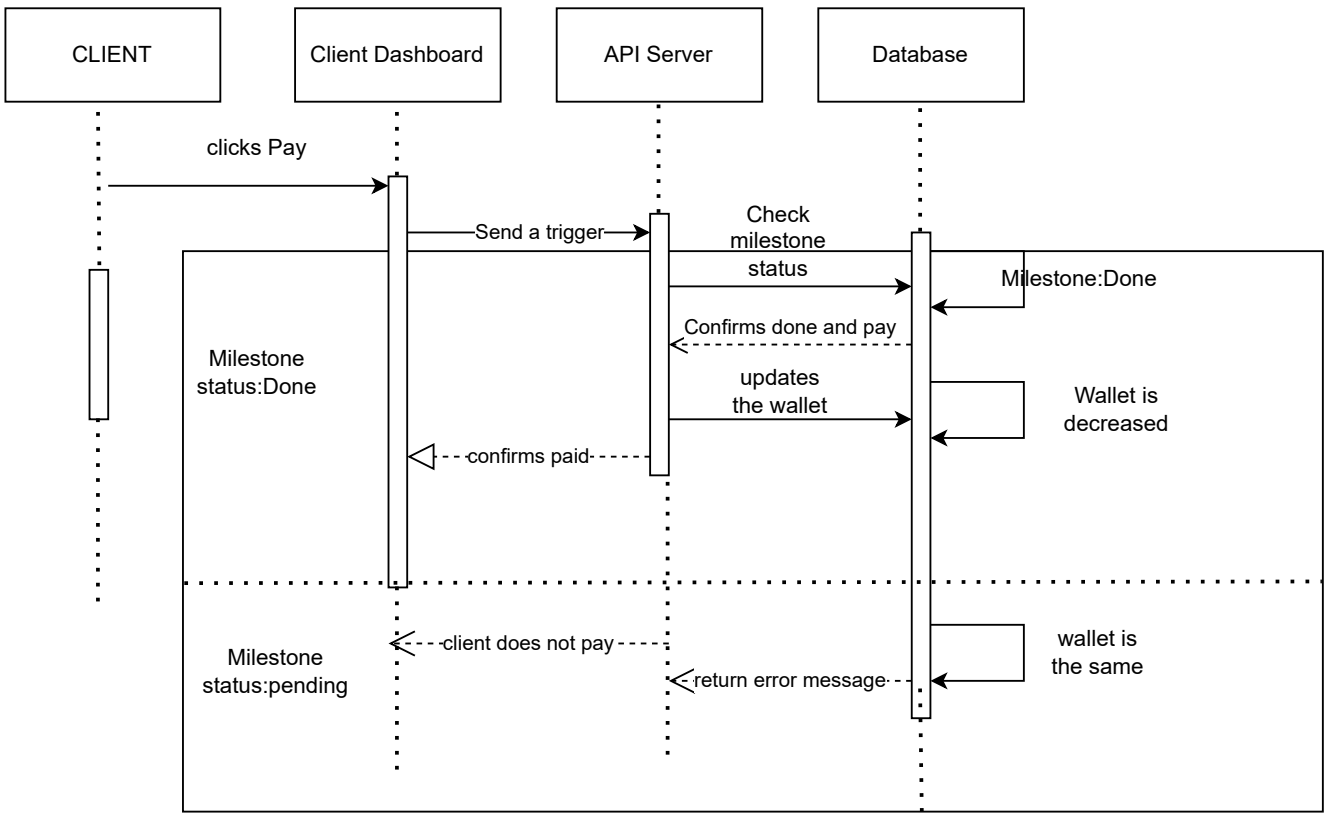 CLIENT
Client Dashboard
API Server
Database
clicks Pay
Send a trigger
Check
milestone
status
Milestone:Done
Confirms done and pay
Milestone
status:Done
updates
the wallet
Wallet is
decreased
confirms paid
client does not pay
wallet is
the same
Milestone
status:pending
return error message